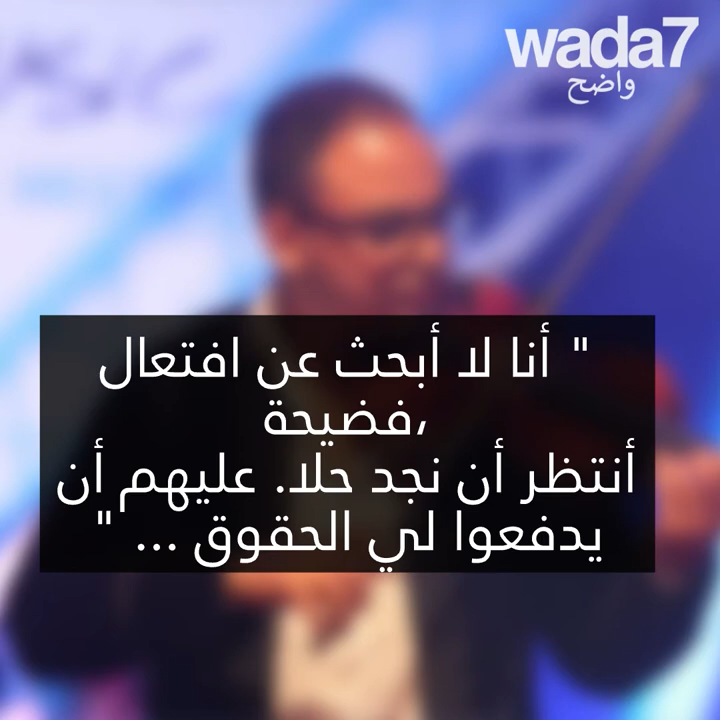 wada7
واضح
" أنا لا أبحث عن افتعال
فضيحة،
أنتظر أن نجد حلا. عليهم أن
يدفعوا لي الحقوق ... "